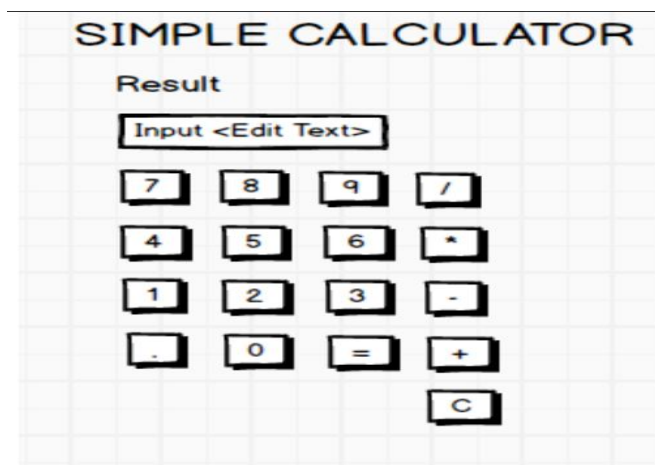 SIMPLE CALCULATOR
Result
Input <Edit Text>
7 8 9 /
4 5 6 *
1 2 3 -
. 0 = +
C